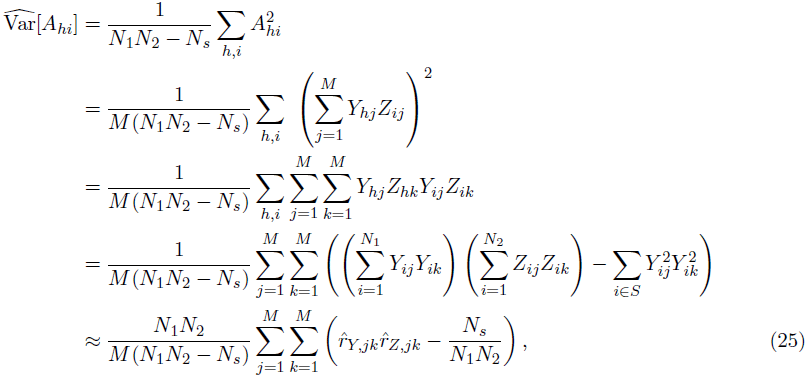 \widehat{Var}[A_{hi}] = \frac{1}{N_1 N_2 - N_s} \sum_{h,i} A_{hi}^2
= \frac{1}{M(N_1 N_2 - N_s)} \sum_{h,i} \left( \sum_{j=1}^{M} Y_{hj} Z_{ij} \right)^2
= \frac{1}{M(N_1 N_2 - N_s)} \sum_{h,i} \sum_{j=1}^{M} \sum_{k=1}^{M} Y_{hj} Z_{hk} Y_{ij} Z_{ik}
= \frac{1}{M(N_1 N_2 - N_s)} \sum_{j=1}^{M} \sum_{k=1}^{M} \left( \left( \sum_{i=1}^{N_1} Y_{ij} Y_{ik} \right) \left( \sum_{i=1}^{N_2} Z_{ij} Z_{ik} \right) - \sum_{i \in S} Y_{ij}^2 Y_{ik}^2 \right)
\approx \frac{N_1 N_2}{M(N_1 N_2 - N_s)} \sum_{j=1}^{M} \sum_{k=1}^{M} \left( \hat{r}_{Y,jk} \hat{r}_{Z,jk} - \frac{N_s}{N_1 N_2} \right), (25)